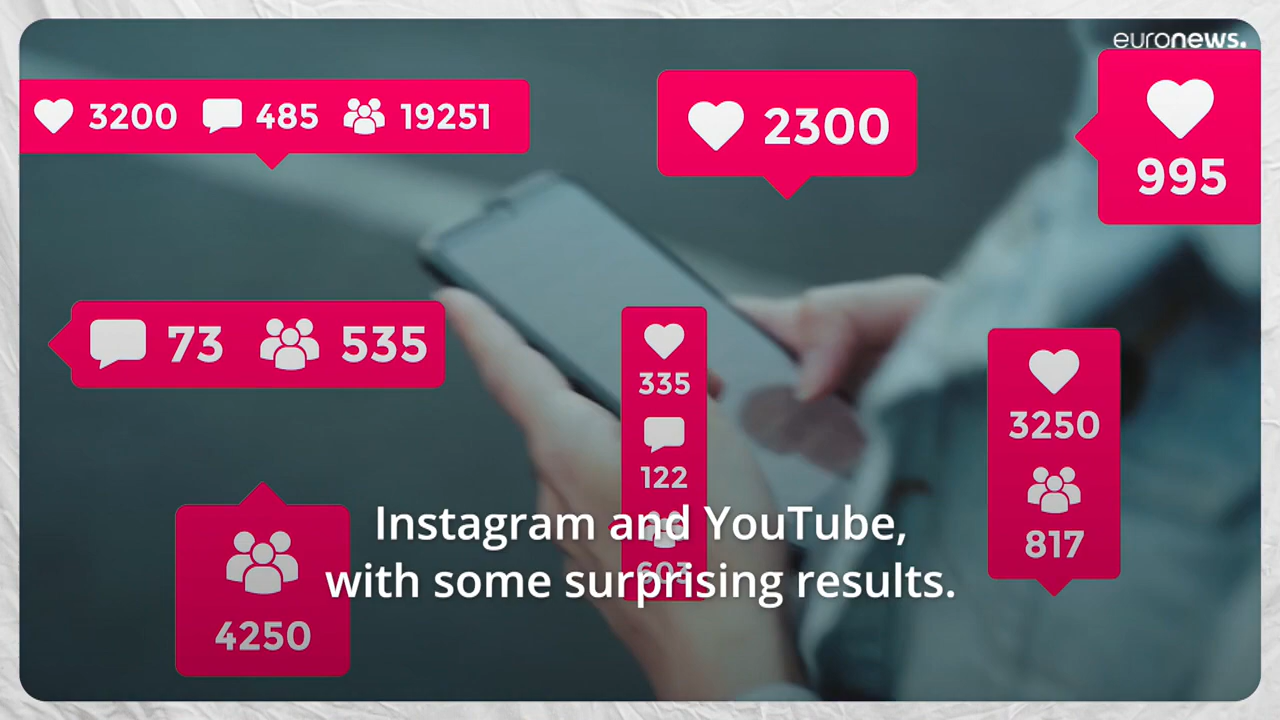 euronews.
3200 485 19251
2300
995
73 535
335
122
603
3250
817
4250
Instagram and YouTube,
with some surprising results.